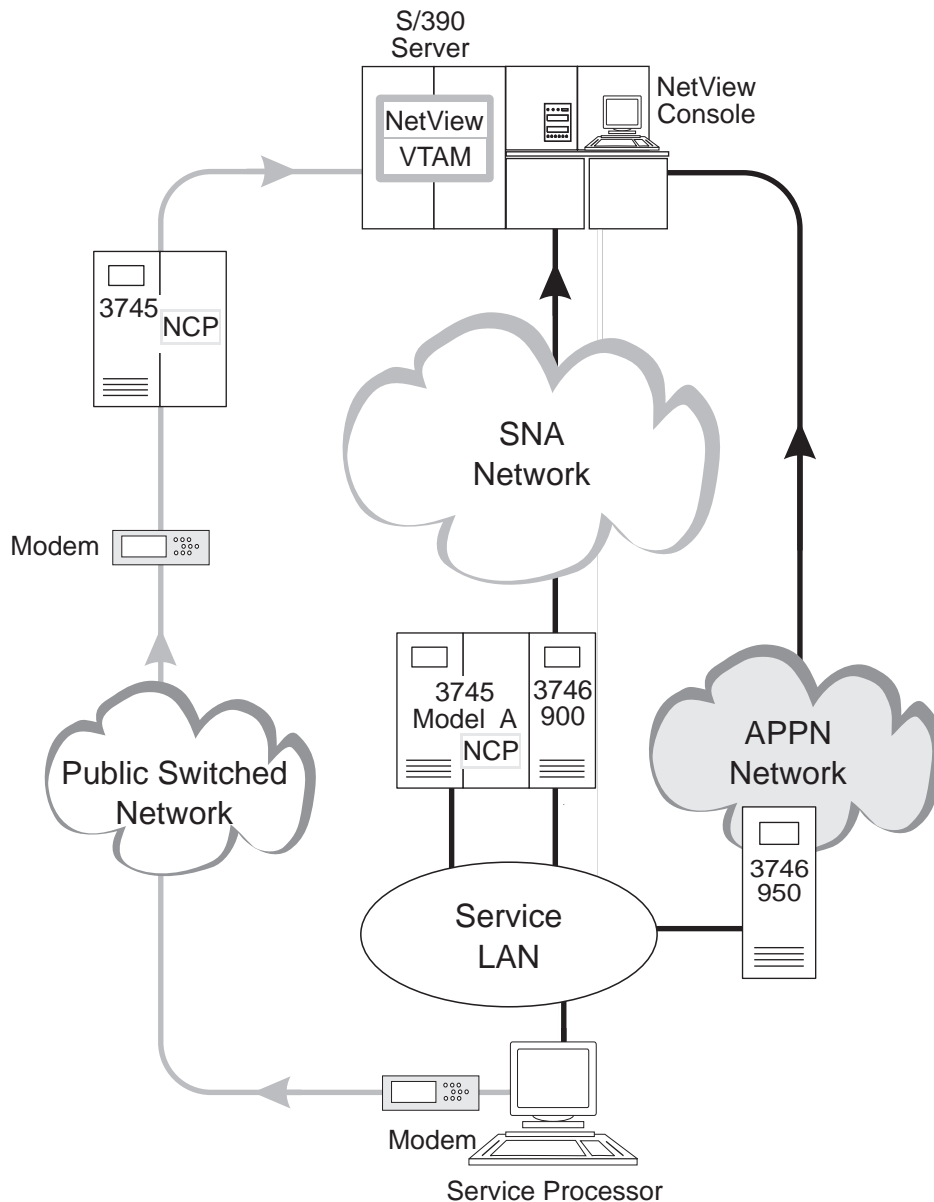 S/390
Server
NetView
Console
NetView
VTAM
3745
NCP
SNA
Network
Modem
3745
Model A
NCP
3746
900
APPN
Network
Public Switched
Network
3746
950
Service
LAN
Modem
Service Processor